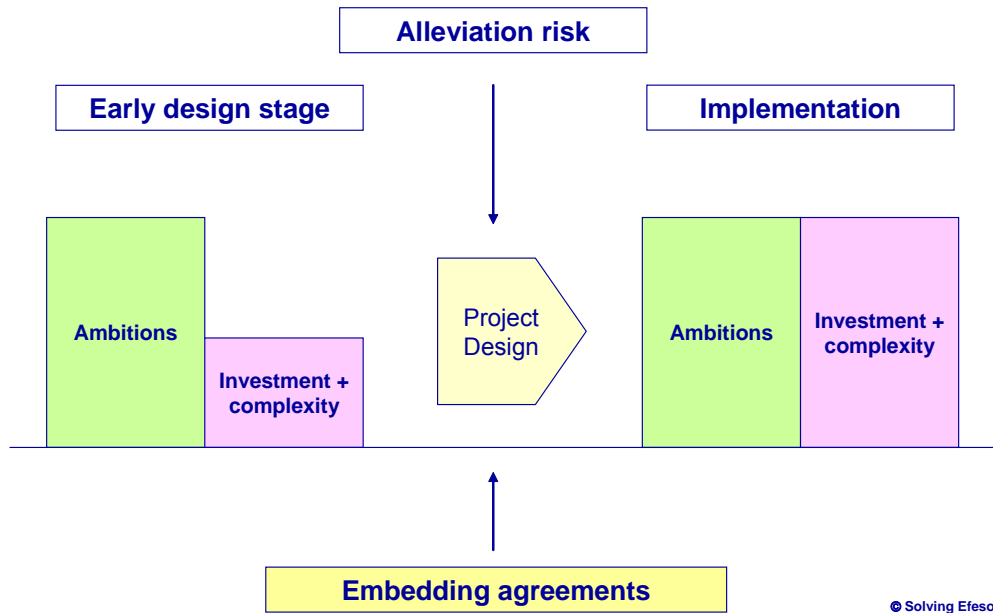 Alleviation risk
Early design stage
Implementation
Ambitions
Investment +
complexity
Project
Design
Ambitions
Investment +
complexity
Embedding agreements
© Solving Efeso